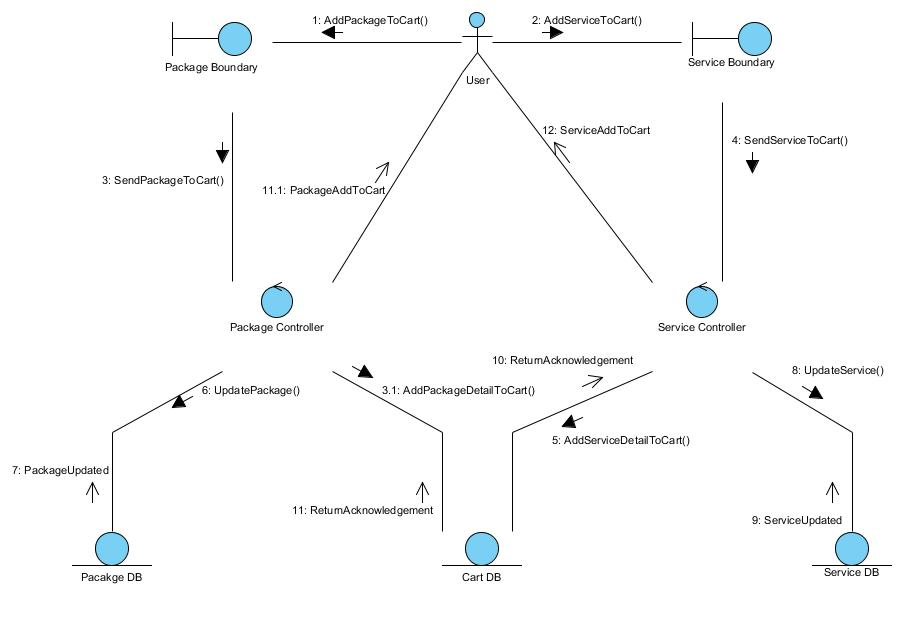 1: AddPackageToCart()
2: AddServiceToCart()
Package Boundary
User
Service Boundary
12: ServiceAddToCart
4: SendServiceToCart()
3: SendPackageToCart()
11.1: PackageAddToCart
Package Controller
Service Controller
10: ReturnAcknowledgement
8: UpdateService()
6: UpdatePackage()
3.1: AddPackageDetailToCart()
5: AddServiceDetailToCart()
7: PackageUpdated
11: ReturnAcknowledgement
9: ServiceUpdated
Pacakge DB
Cart DB
Service DB